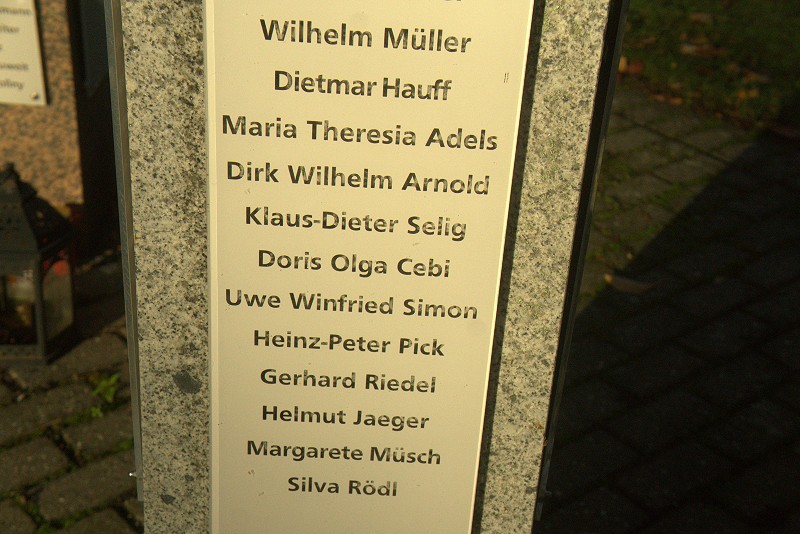 Wilhelm Müller
Dietmar Hauff
Maria Theresia Adels
Dirk Wilhelm Arnold
Klaus-Dieter Selig
Doris Olga Cebi
Uwe Winfried Simon
Heinz-Peter Pick
Gerhard Riedel
Helmut Jaeger
Margarete Müsch
Silva Rödl